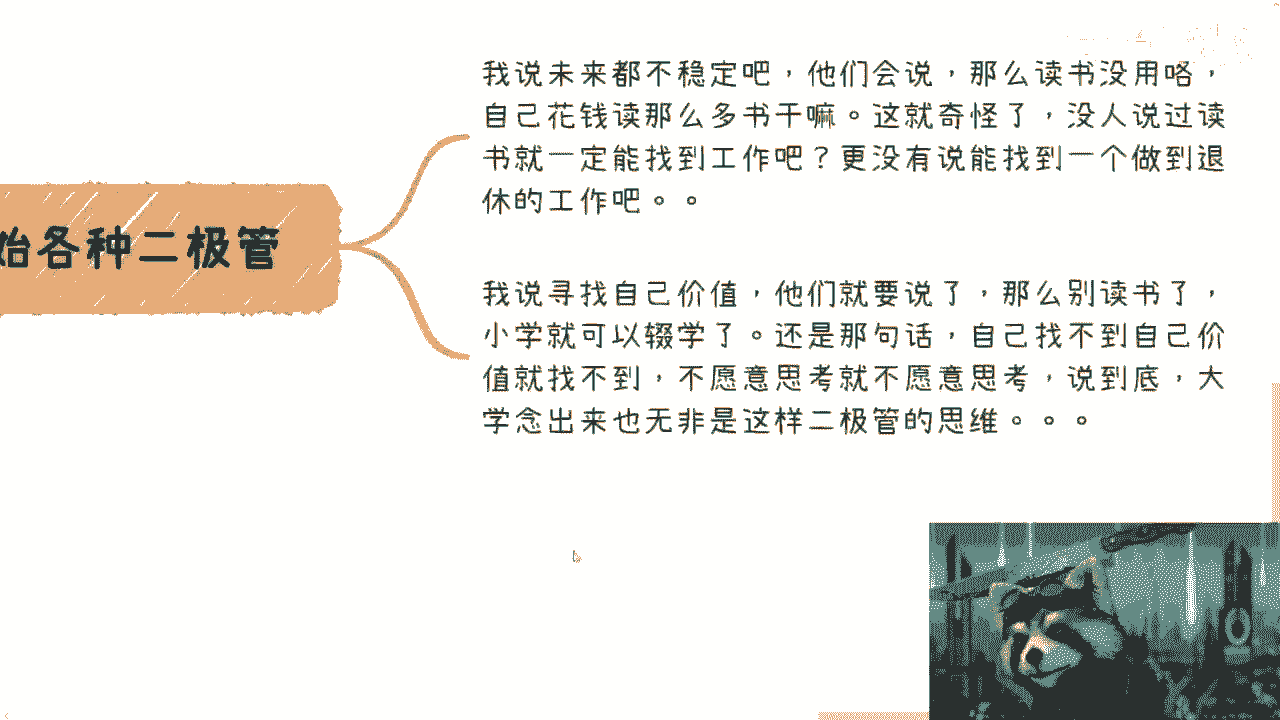 始各种二极管
我说未来都不稳定吧，他们会说，那么读书没用咯，
自己花钱读那么多书干嘛。这就奇怪了，没人说过读
书就一定能找到工作吧？更没有说能找到一个做到退
休的工作吧。。
我说寻找自己价值，他们就要说了，那么别读书了，
小学就可以辍学了。还是那句话，自己找不到自己价
值就找不到，不愿意思考就不愿意思考，说到底，大
学念出来也无非是这样二极管的思维。。。